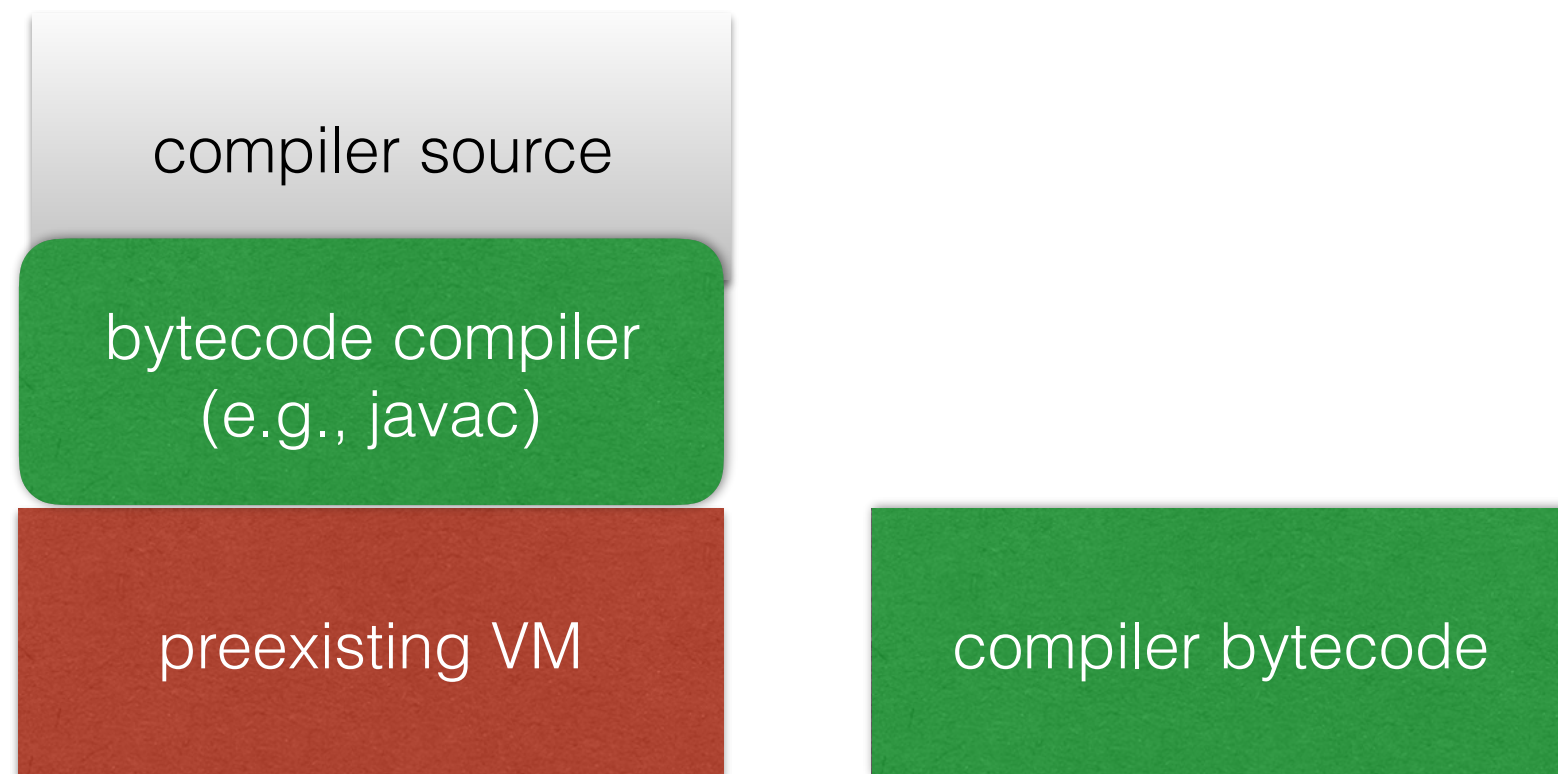 compiler source
bytecode compiler
(e.g., javac)
preexisting VM
compiler bytecode